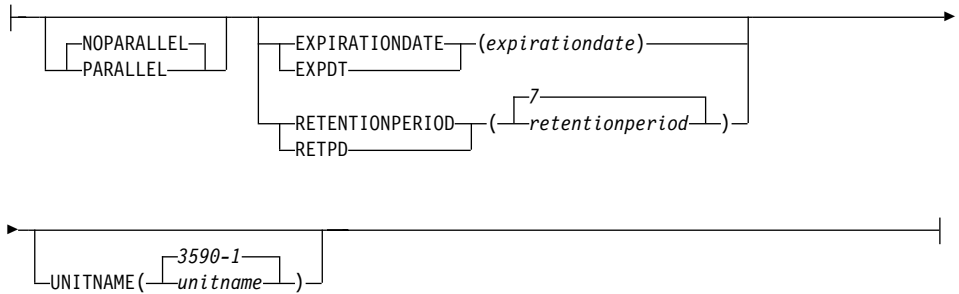 NOPARALLEL
PARALLEL
EXPIRATIONDATE (expirationdate)
EXPDT
7
RETENTIONPERIOD ( retentionperiod )
RETPD
3590-1
UNITNAME( unitname )